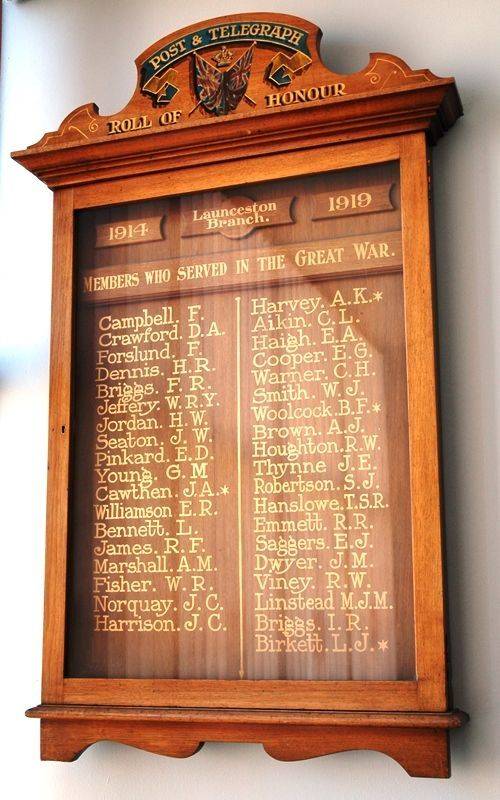 POST & TELEGRAPH
ROLL OF HONOUR
1914 Launceston Branch. 1919
MEMBERS WHO SERVED IN THE GREAT WAR.
Campbell. F.
Crawford. D.A.
Forslund. F.
Dennis. H.R.
Briggs. F.R.
Jeffery. W.R.Y.
Jordan. H.W.
Seaton. J.W.
Pinkard. E.D.
Young. G.M
Cawthen. J.A.*
Williamson E.R.
Bennett. L.
James. R.F.
Marshall. A.M.
Fisher. W.R.
Norquay. J.C.
Harrison. J.C.
Harvey. A.K.*
Aikin. C.L.
Haigh. E.A.
Cooper. E.G.
Warner. C.H.
Smith. W.J.
Woolcock. B.F.*
Brown. A.J.
Houghton. R.W.
Thynne J.E.
Robertson. S.J.
Hanslowe. T.S.R.
Emmett. R.R.
Saggers. E.J.
Dwyer. J.M.
Viney. R.W.
Linstead M.J.M.
Briggs. I.R.
Birkett. L.J.*